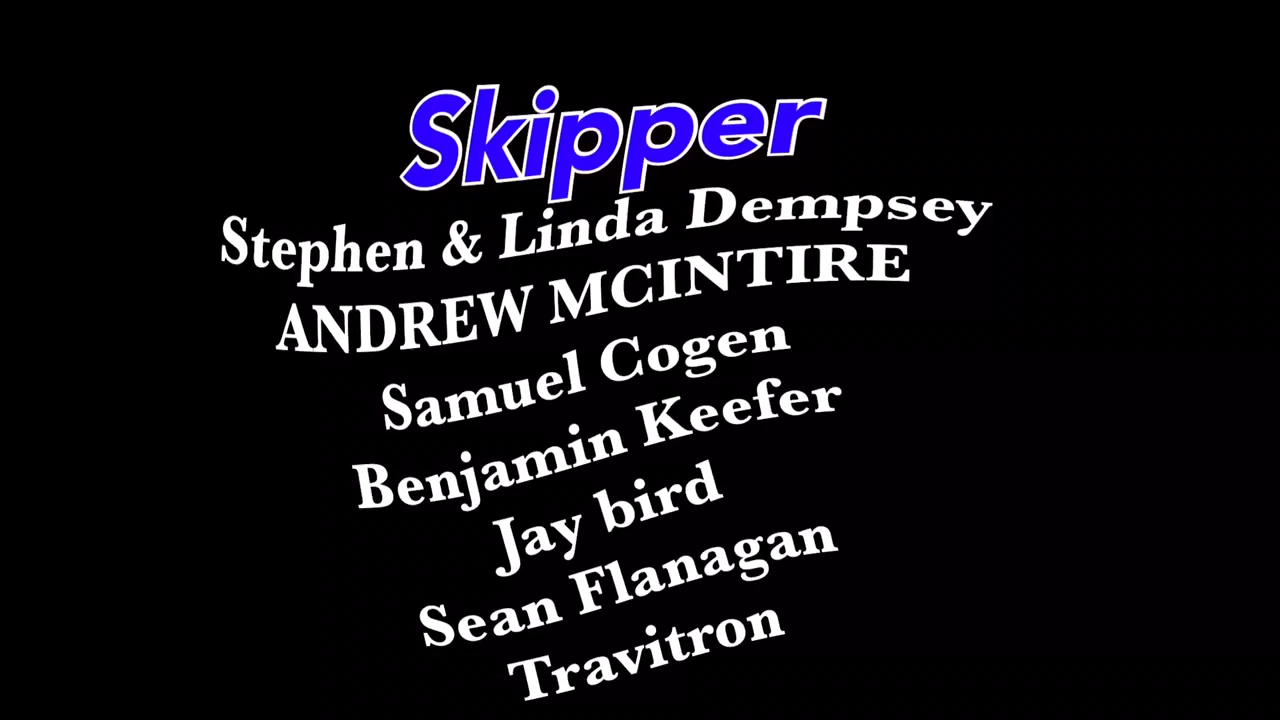 Skipper
Stephen & Linda Dempsey
ANDREW MCINTIRE
Samuel Cogen
Benjamin Keefer
Jay bird
Sean Flanagan
Travitron